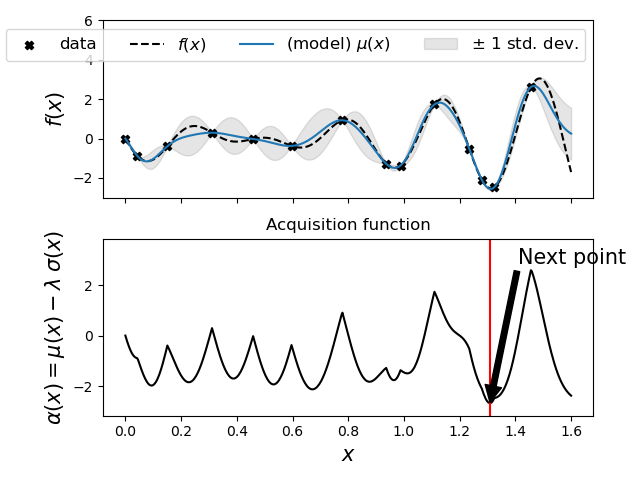 6
data f(x) (model) μ(x) ± 1 std. dev.
4
2
0
−2
f(x)
Acquisition function
Next point
2
0
−2
α(x) = μ(x) − λ σ(x)
0.0 0.2 0.4 0.6 0.8 1.0 1.2 1.4 1.6
x